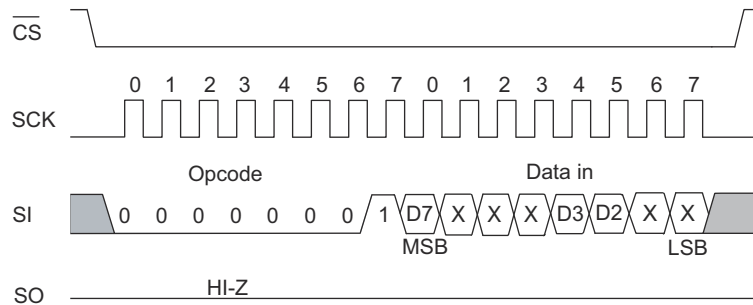 CS
0 1 2 3 4 5 6 7 0 1 2 3 4 5 6 7
SCK
Opcode Data in
SI 0 0 0 0 0 0 0 1 D7 X X X D3 D2 X X
MSB LSB
HI-Z
SO